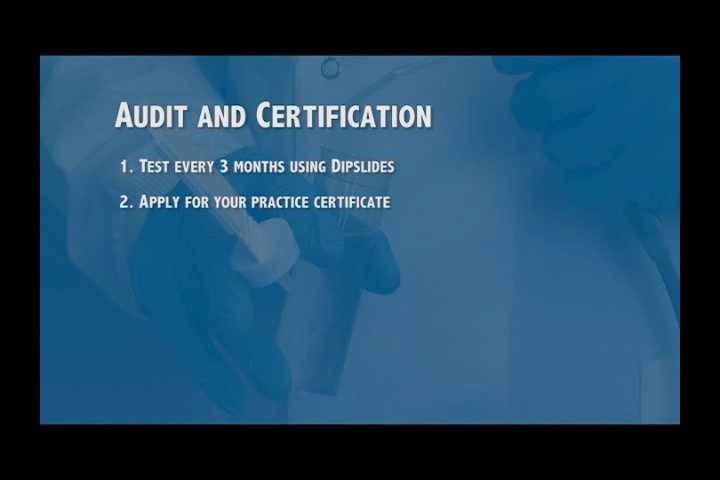 AUDIT AND CERTIFICATION
1. TEST EVERY 3 MONTHS USING DIPSLIDES
2. APPLY FOR YOUR PRACTICE CERTIFICATE